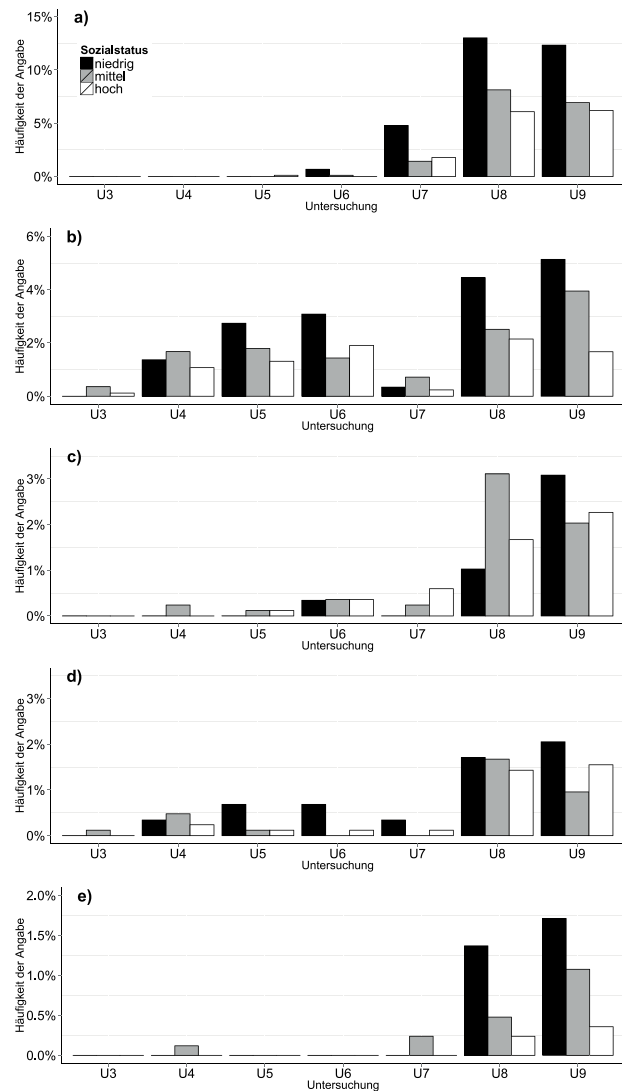 a)
Sozialstatus
niedrig
mittel
hoch
Häufigkeit der Angabe
15%
10%
5%
0%
U3 U4 U5 U6 U7 U8 U9
Untersuchung
b)
Häufigkeit der Angabe
6%
4%
2%
0%
U3 U4 U5 U6 U7 U8 U9
Untersuchung
c)
Häufigkeit der Angabe
3%
2%
1%
0%
U3 U4 U5 U6 U7 U8 U9
Untersuchung
d)
Häufigkeit der Angabe
3%
2%
1%
0%
U3 U4 U5 U6 U7 U8 U9
Untersuchung
e)
Häufigkeit der Angabe
2.0%
1.5%
1.0%
0.5%
0.0%
U3 U4 U5 U6 U7 U8 U9
Untersuchung